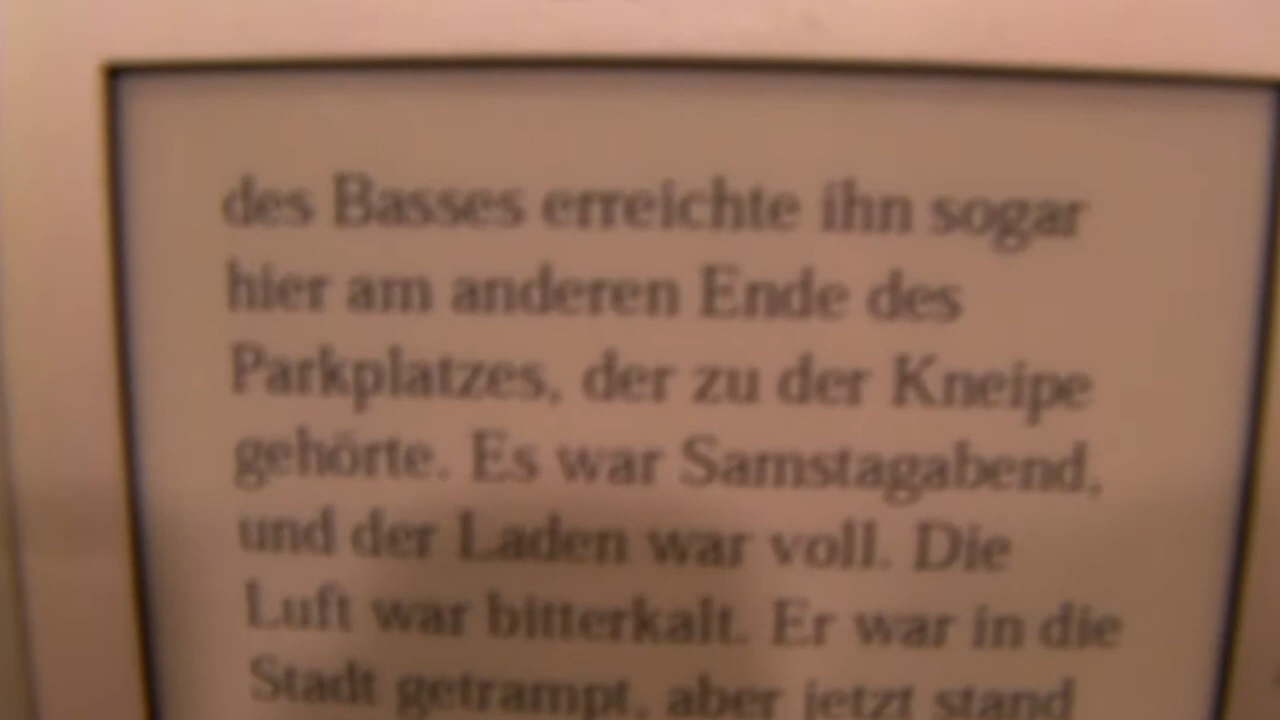 des Basses erreichte ihn sogar
hier am anderen Ende des
Parkplatzes, der zu der Kneipe
gehörte. Es war Samstagabend,
und der Laden war voll. Die
Luft war bitterkalt. Er war in die
Stadt getrampt, aber jetzt stand